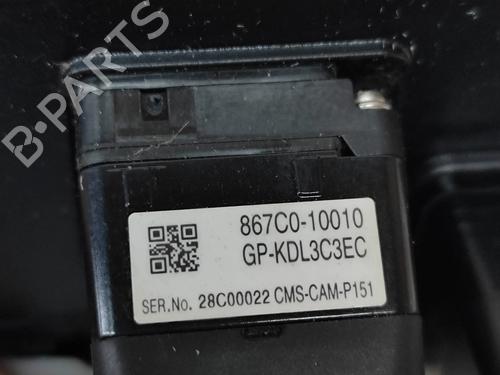 B-PARTS
867C0-10010
GP-KDL3C3EC
SER.No. 28C00022 CMS-CAM-P151